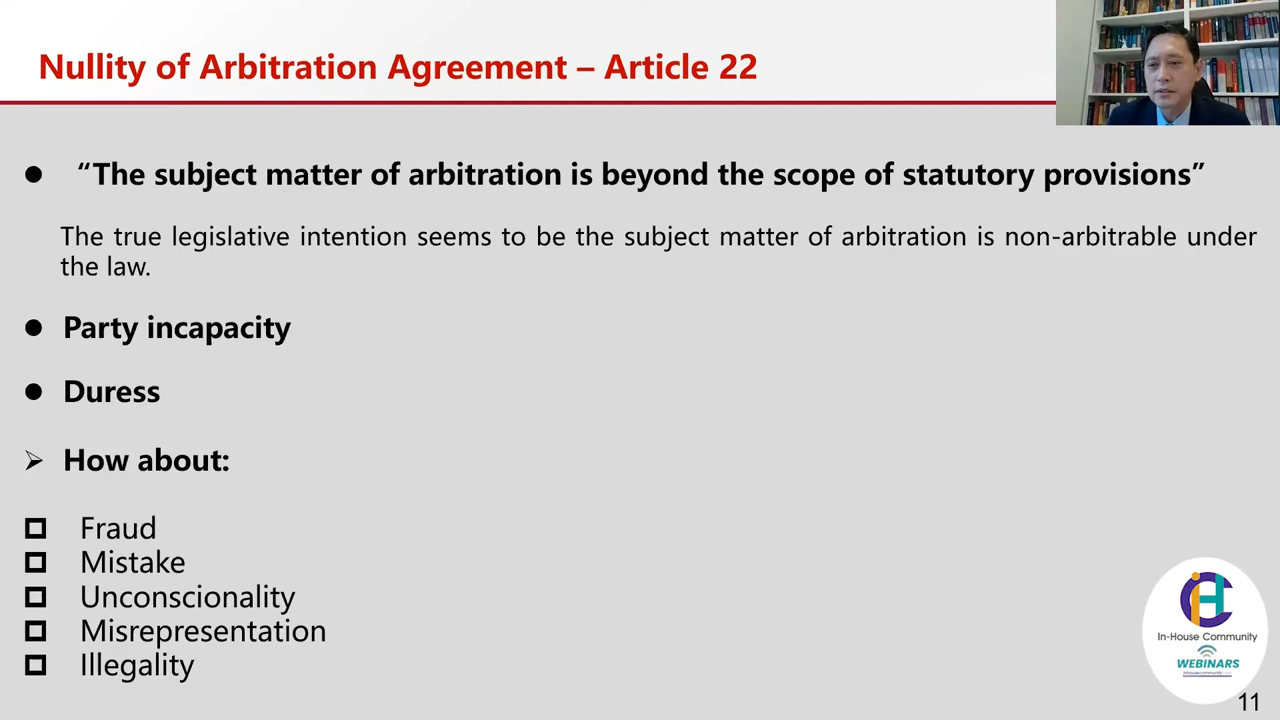 Nullity of Arbitration Agreement – Article 22
“The subject matter of arbitration is beyond the scope of statutory provisions”
The true legislative intention seems to be the subject matter of arbitration is non-arbitrable under
the law.
Party incapacity
Duress
How about:
Fraud
Mistake
Unconscionality
Misrepresentation
Illegality
In-House Community
WEBINARS
11